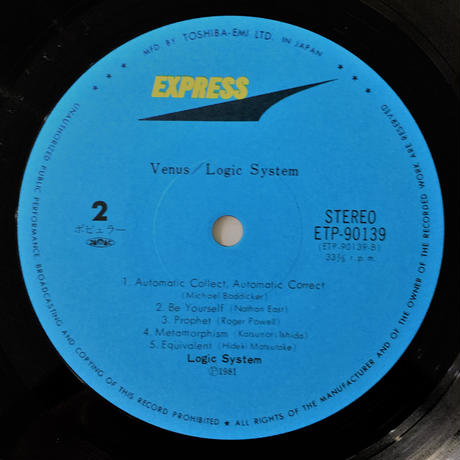 MFD. BY TOSHIBA-EMI LTD. IN JAPAN
EXPRESS
Venus/Logic System
2
ポピュラー
STEREO
ETP-90139
(ETP-90139-B)
33⅓ r.p.m.
1. Automatic Collect, Automatic Correct
(Michael Boddicker)
2. Be Yourself (Nathan East)
3. Prophet (Roger Powell)
4. Metamorphism (Katsunori Ishida)
5. Equivalent (Hideki Matsutake)
Logic System
Ⓟ1981
UNAUTHORIZED PUBLIC PERFORMANCE, BROADCASTING AND COPYING OF THIS RECORD PROHIBITED ★ ALL RIGHTS OF THE MANUFACTURER AND OF THE OWNER OF THE RECORDED WORK ARE RESERVED